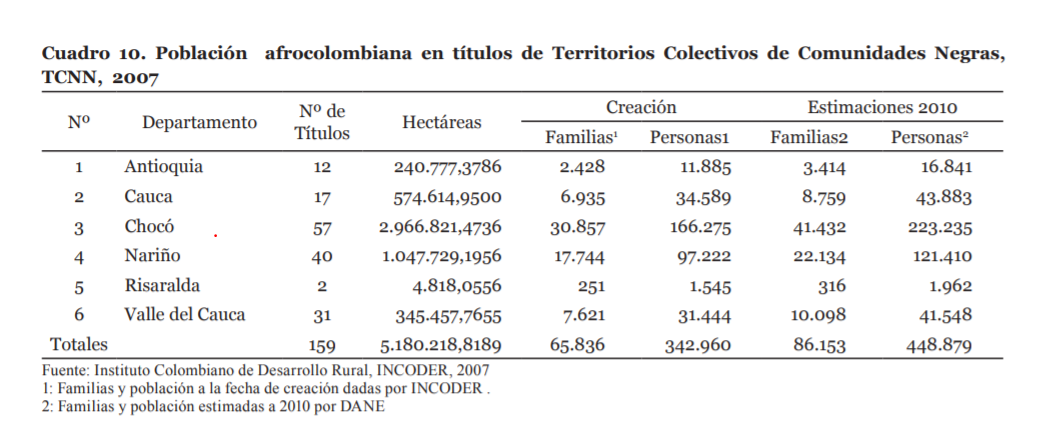 Cuadro 10. Población afrocolombiana en títulos de Territorios Colectivos de Comunidades Negras,
TCNN, 2007
Nº Departamento Nº de Títulos Hectáreas Creación Estimaciones 2010
Familias¹ Personas1 Familias2 Personas²
1 Antioquia 12 240.777,3786 2.428 11.885 3.414 16.841
2 Cauca 17 574.614,9500 6.935 34.589 8.759 43.883
3 Chocó 57 2.966.821,4736 30.857 166.275 41.432 223.235
4 Nariño 40 1.047.729,1956 17.744 97.222 22.134 121.410
5 Risaralda 2 4.818,0556 251 1.545 316 1.962
6 Valle del Cauca 31 345.457,7655 7.621 31.444 10.098 41.548
Totales 159 5.180.218,8189 65.836 342.960 86.153 448.879
Fuente: Instituto Colombiano de Desarrollo Rural, INCODER, 2007
1: Familias y población a la fecha de creación dadas por INCODER .
2: Familias y población estimadas a 2010 por DANE